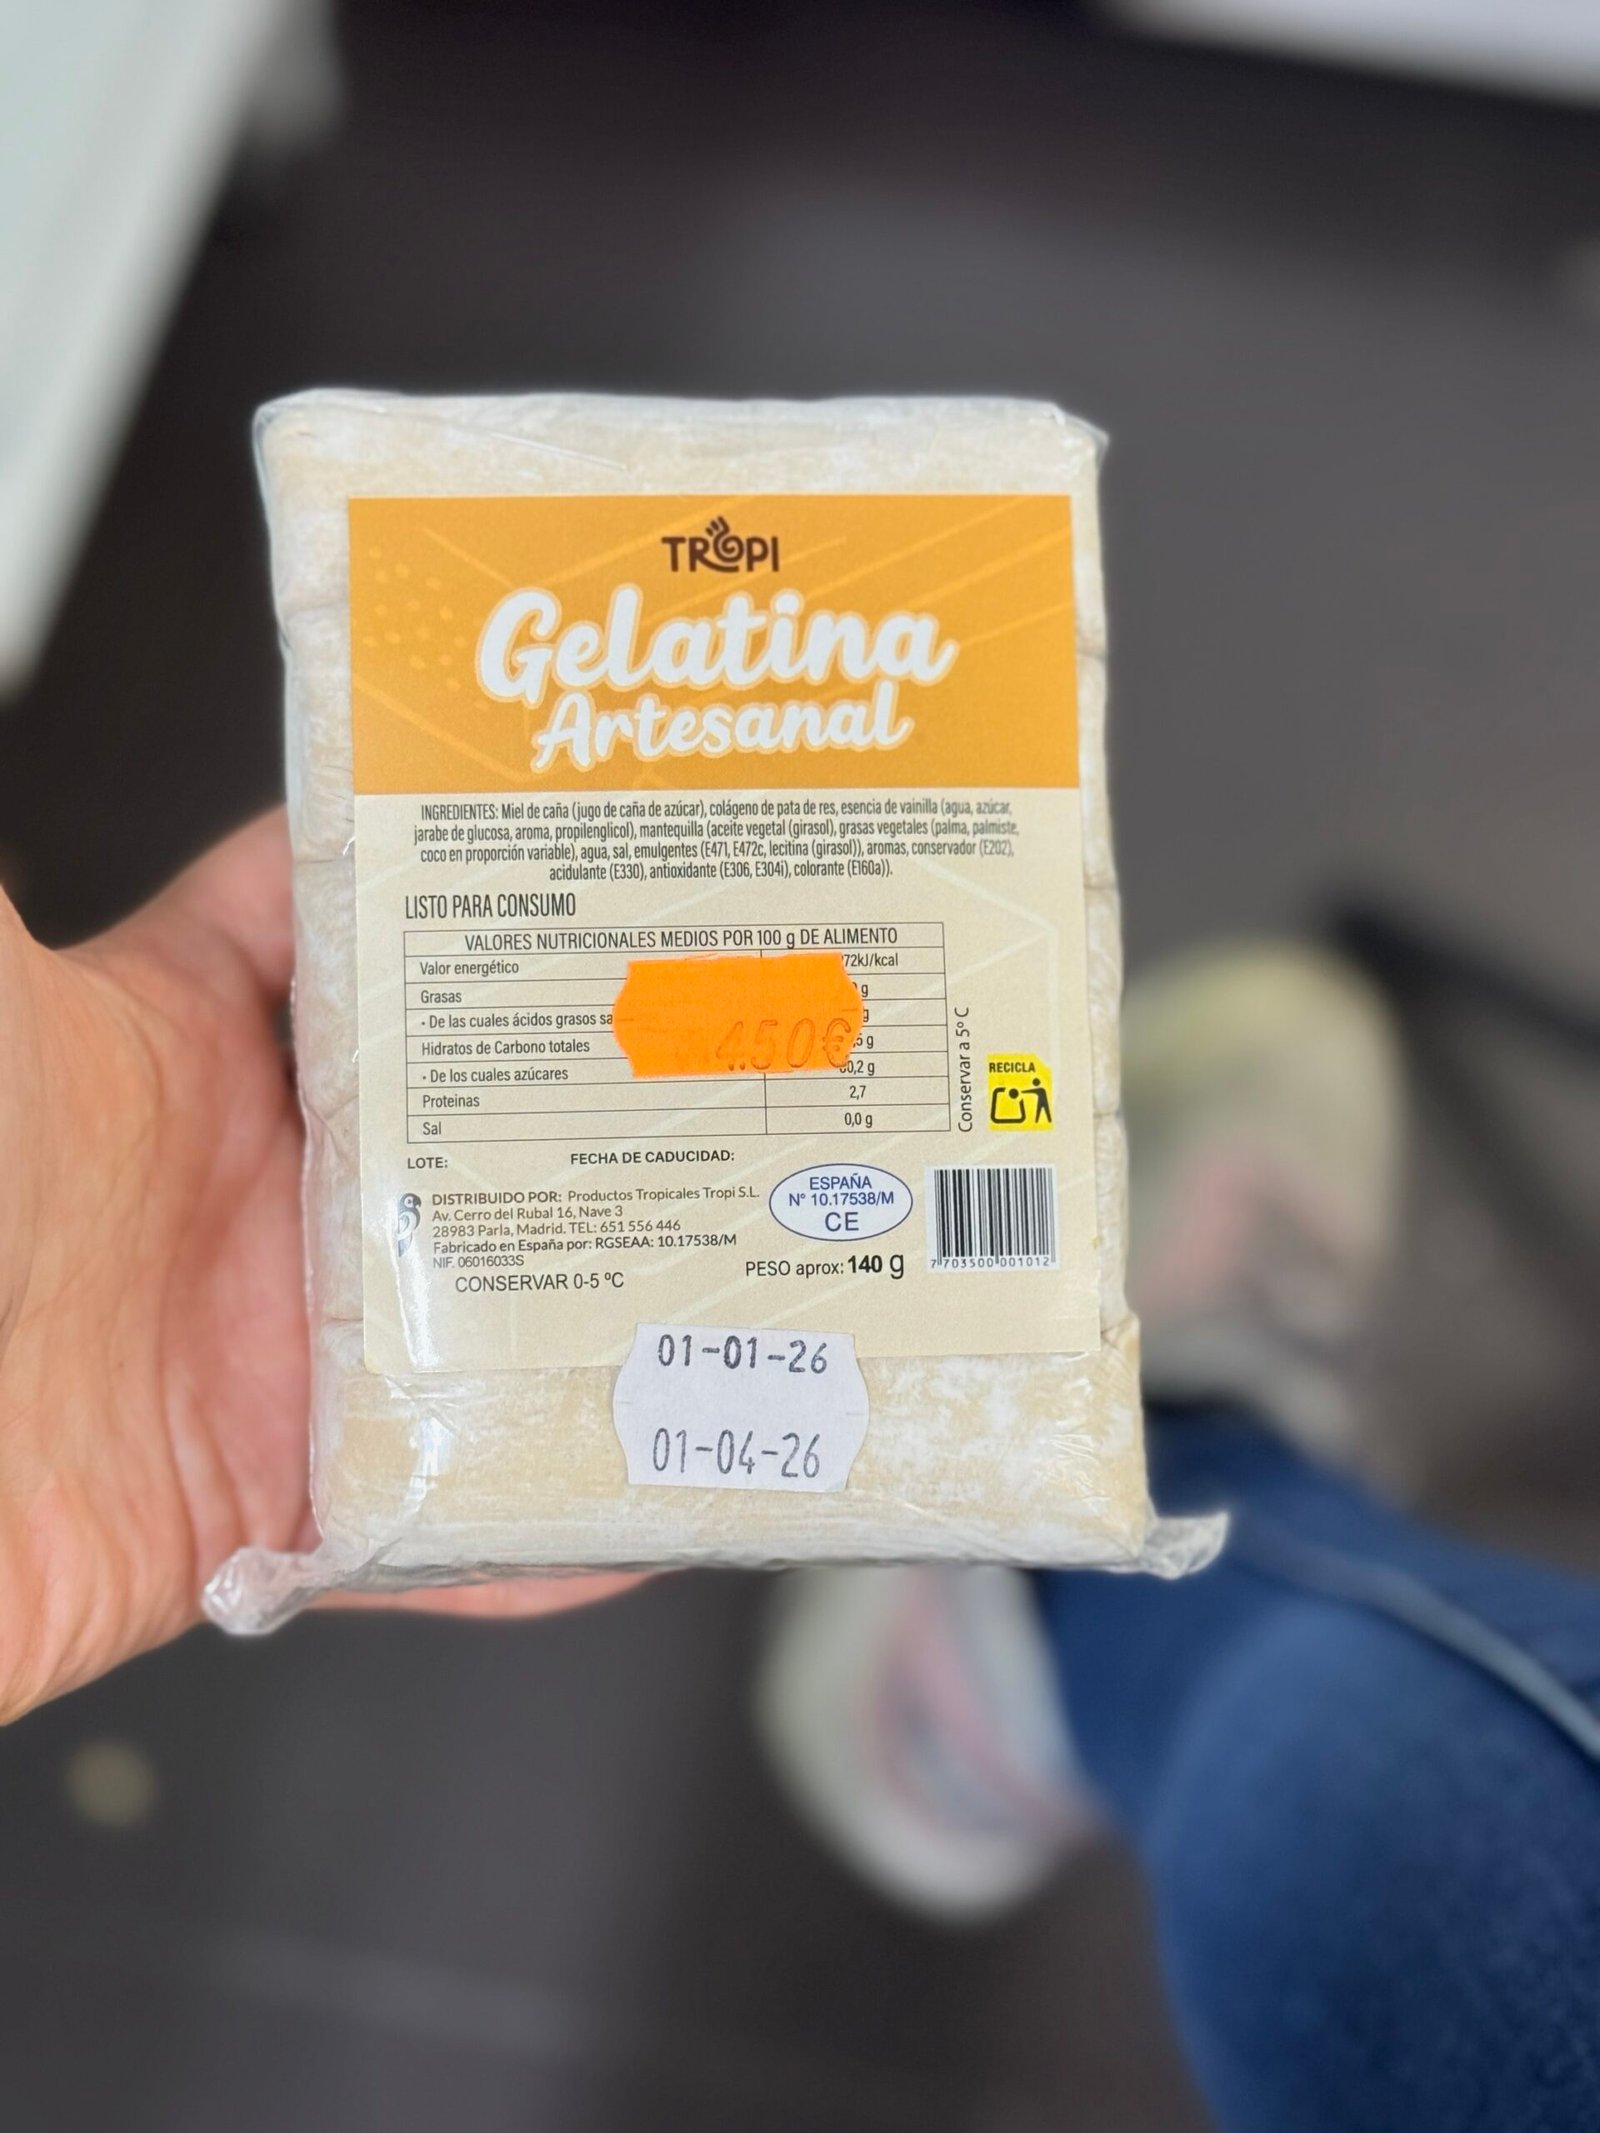 TROPI
Gelatina
Artesanal
INGREDIENTES: Miel de caña (jugo de caña de azúcar), colágeno de pata de res, esencia de vainilla (agua, azúcar,
jarabe de glucosa, aroma, propilenglicol), mantequilla (aceite vegetal (girasol), grasas vegetales (palma, palmiste,
coco en proporción variable), agua, sal, emulgentes (E471, E472c, lecitina (girasol)), aromas, conservador (E202),
acidulante (E330), antioxidante (E306, E304i), colorante (E160a)).
LISTO PARA CONSUMO
VALORES NUTRICIONALES MEDIOS POR 100 g DE ALIMENTO
Valor energético 72kJ/kcal
Grasas g
• De las cuales ácidos grasos g
Hidratos de Carbono totales g
• De los cuales azúcares 0,2 g
Proteinas 2,7
Sal 0,0 g
4.50€
Conservar a 5º C
RECICLA
LOTE: FECHA DE CADUCIDAD:
DISTRIBUIDO POR: Productos Tropicales Tropi S.L.
Av. Cerro del Rubal 16, Nave 3
28983 Parla, Madrid. TEL: 651 556 446
Fabricado en España por: RGSEAA: 10.17538/M
NIF. 06016033S
CONSERVAR 0-5 ºC
ESPAÑA
Nº 10.17538/M
CE
PESO aprox: 140 g
7703500001012
01-01-26
01-04-26